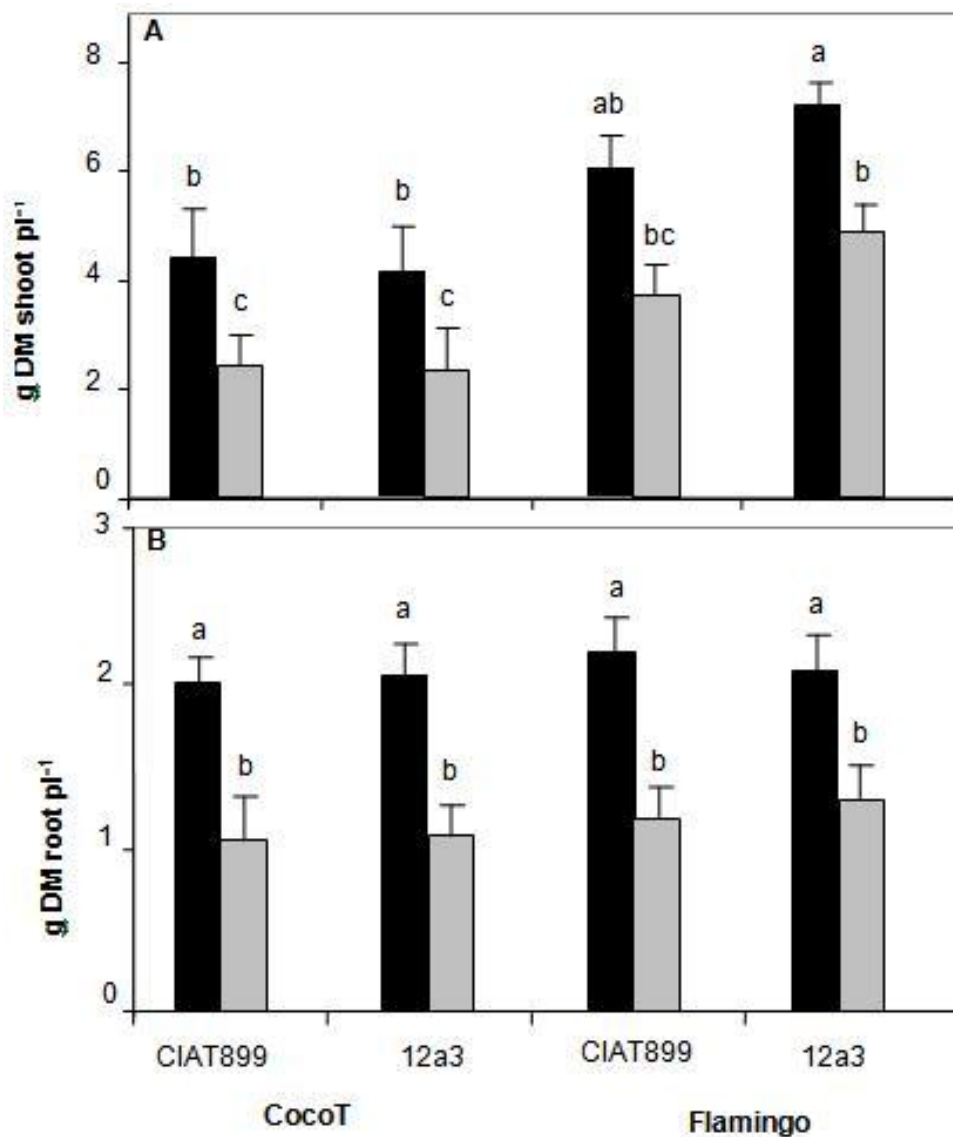 A
8
6
4
2
0
g DM shoot pl⁻¹
b
c
b
c
ab
bc
a
b
B
3
2
1
0
g DM root pl⁻¹
a
b
a
b
a
b
a
b
CIAT899 12a3 CIAT899 12a3
CocoT Flamingo